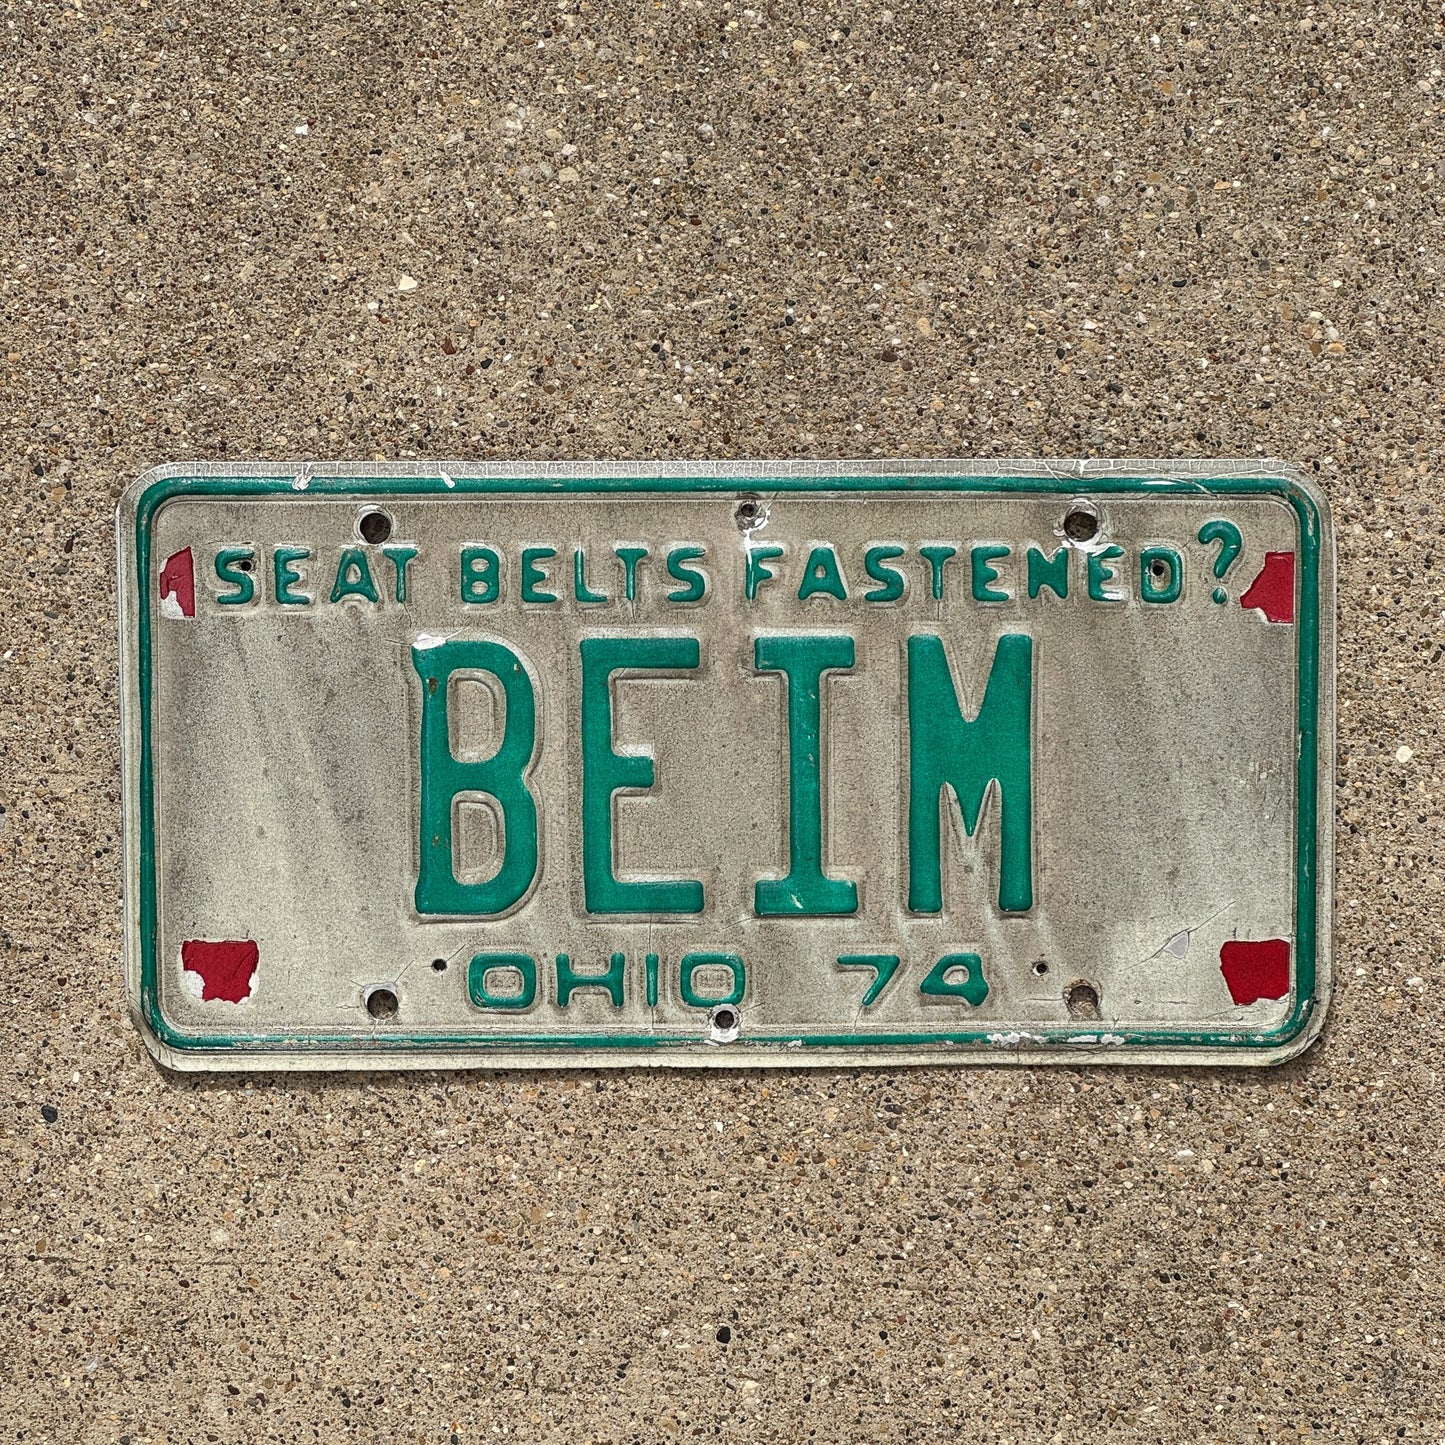 SEAT BELTS FASTENED?
BEIM
OHIO 74